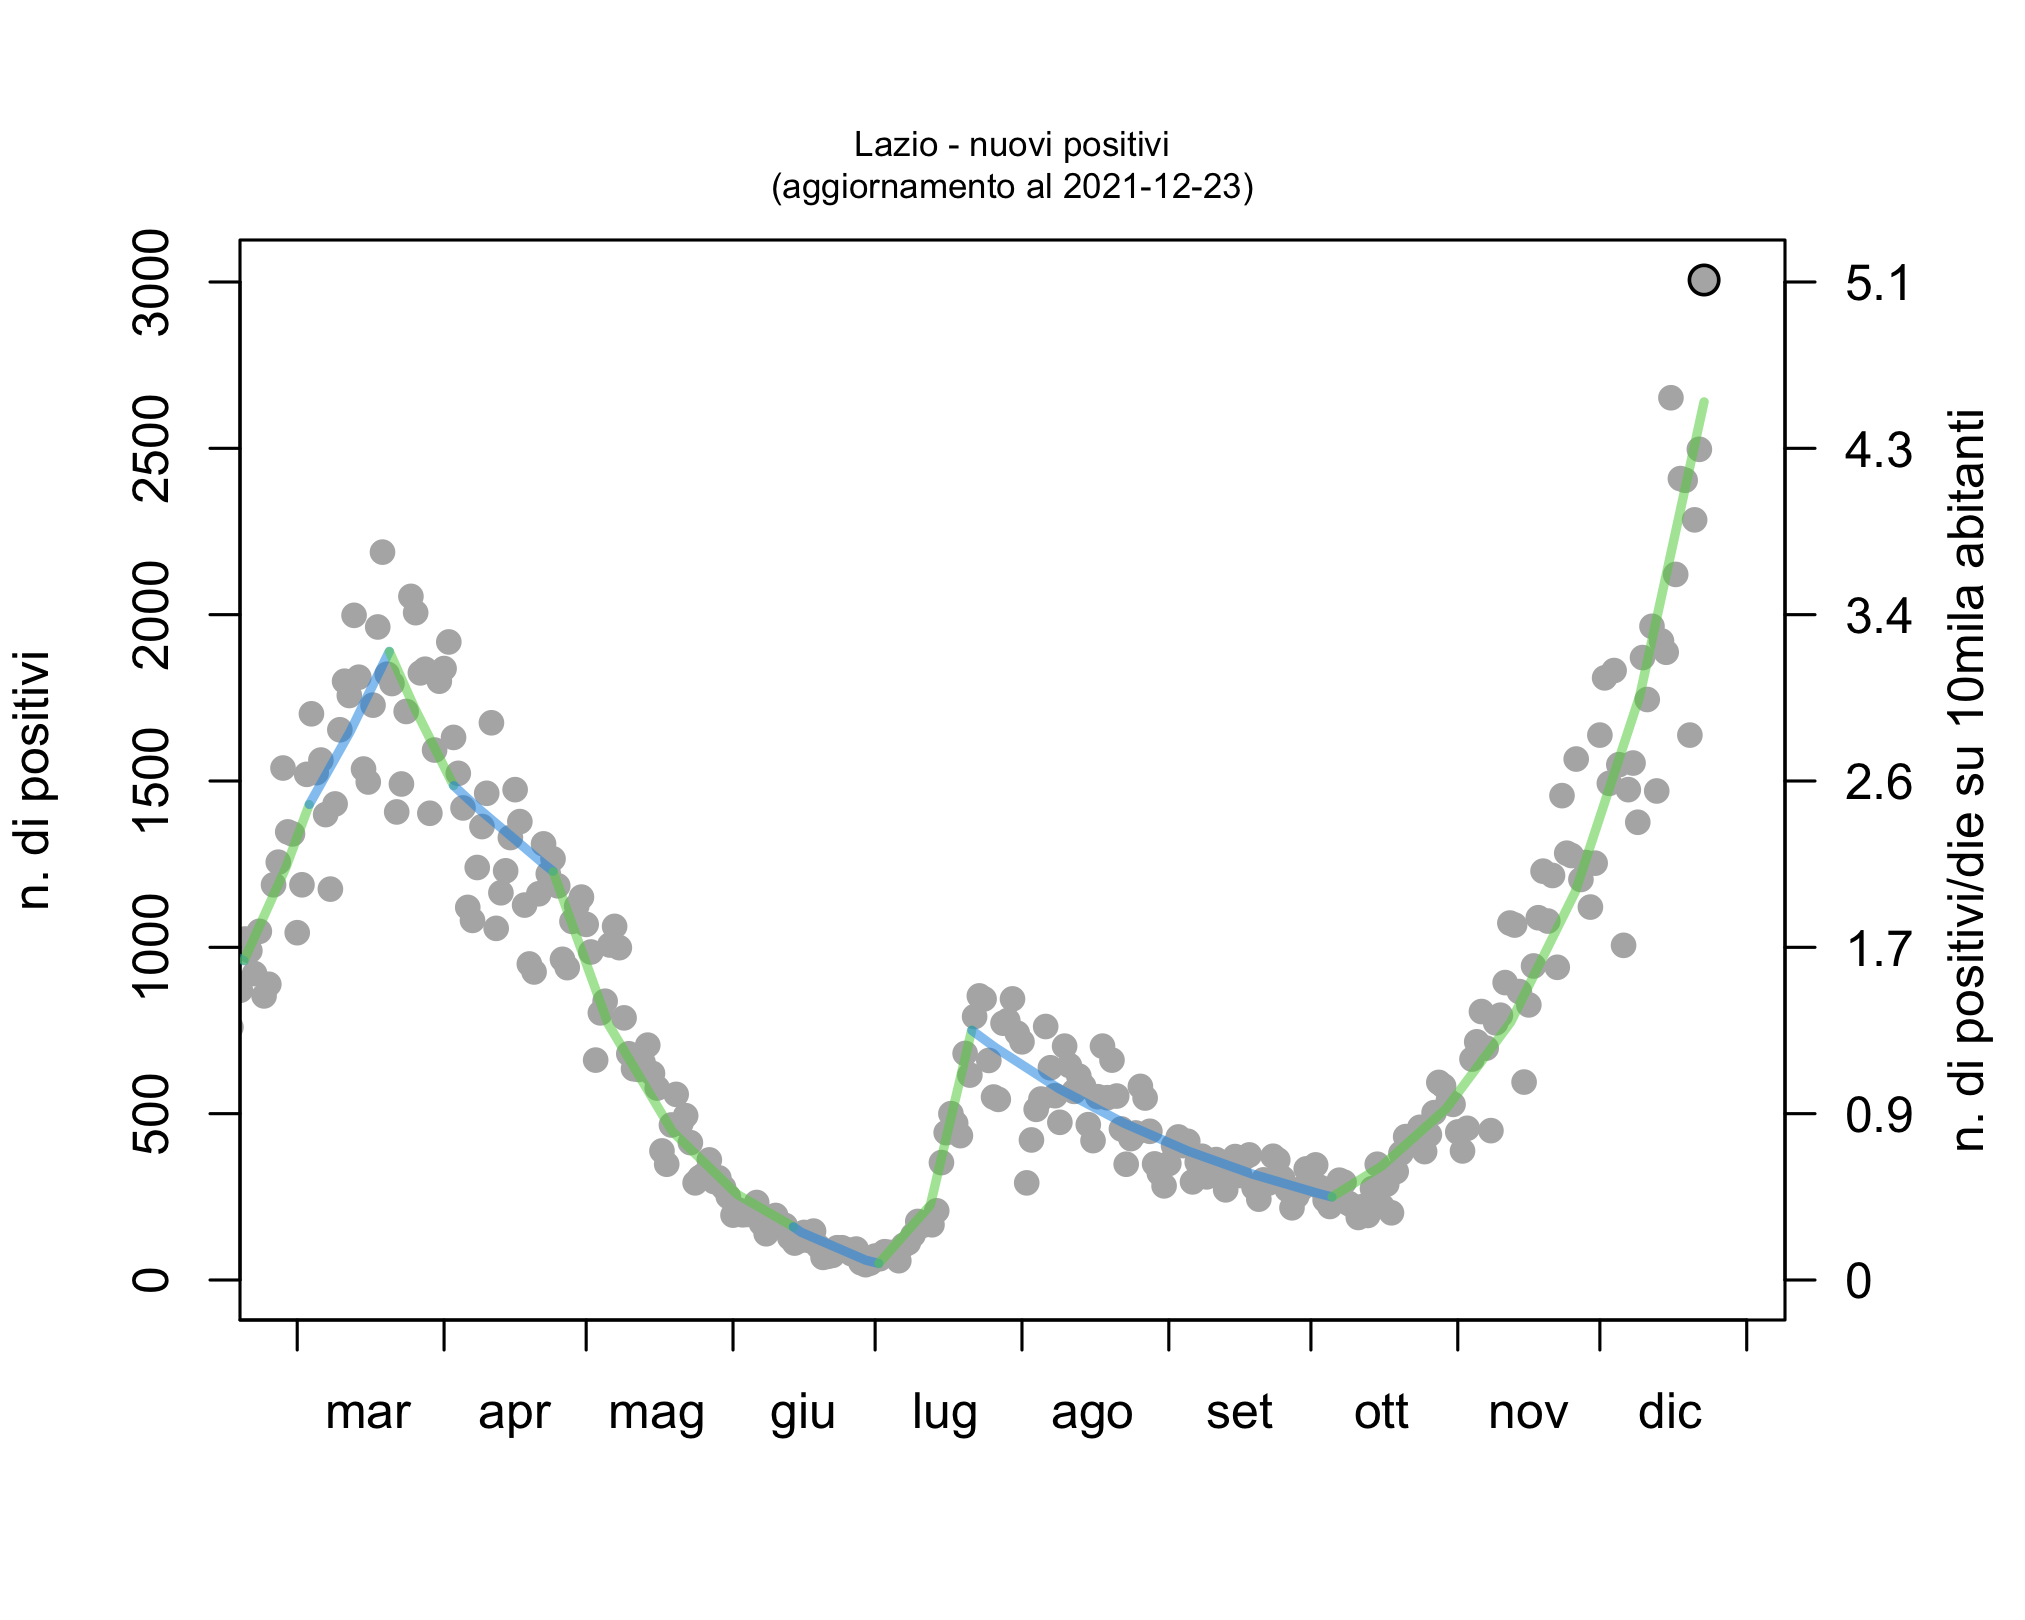 Lazio - nuovi positivi
(aggiornamento al 2021-12-23)
n. di positivi
3000
2500
2000
1500
1000
500
0
5.1
4.3
3.4
2.6
1.7
0.9
0
n. di positivi/die su 10mila abitanti
mar apr mag giu lug ago set ott nov dic